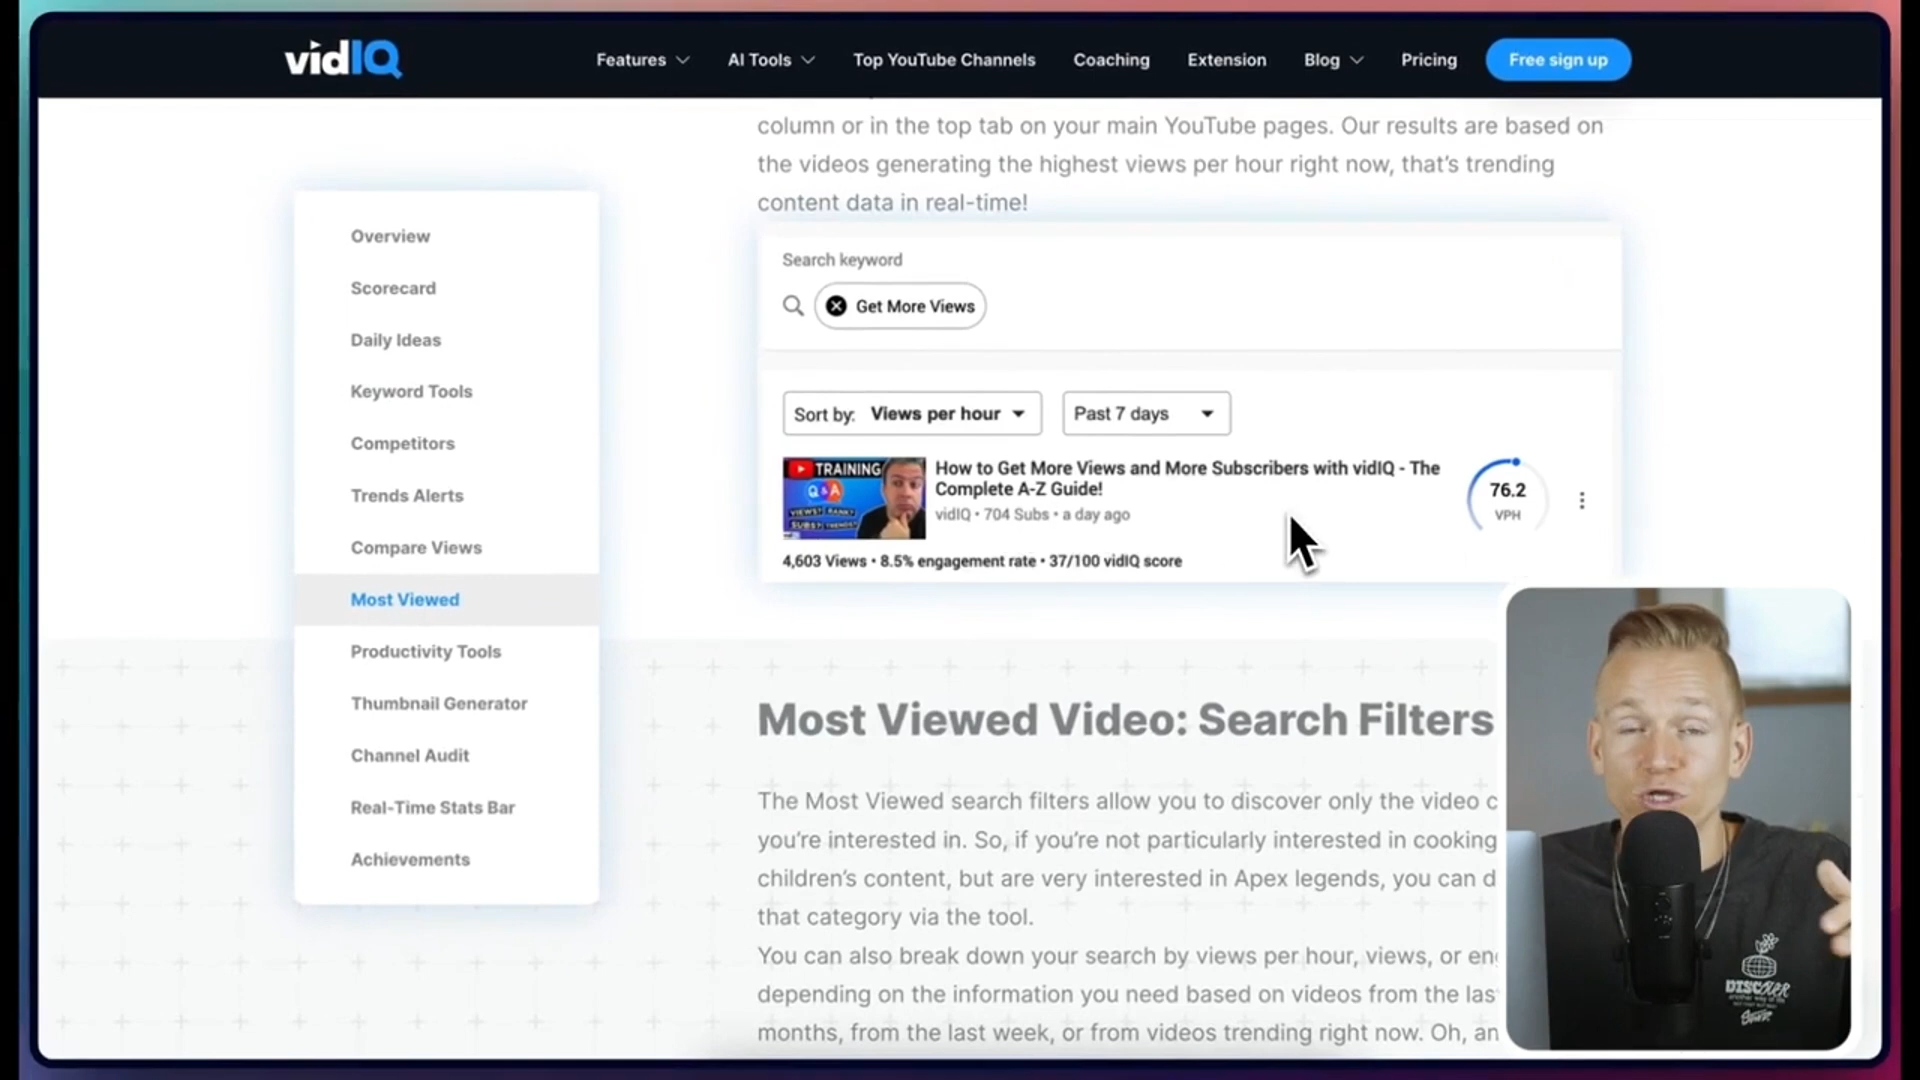 vidIQ
Features AI Tools Top YouTube Channels Coaching Extension Blog Pricing Free sign up
column or in the top tab on your main YouTube pages. Our results are based on
the videos generating the highest views per hour right now, that's trending
content data in real-time!
Overview
Scorecard
Daily Ideas
Keyword Tools
Competitors
Trends Alerts
Compare Views
Most Viewed
Productivity Tools
Thumbnail Generator
Channel Audit
Real-Time Stats Bar
Achievements
Search keyword
Get More Views
Sort by: Views per hour
Past 7 days
TRAINING
Q&A
VIEWS? RANK?
SUBS? TRENDS?
How to Get More Views and More Subscribers with vidIQ - The
Complete A-Z Guide!
vidIQ • 704 Subs • a day ago
76.2
VPH
4,603 Views • 8.5% engagement rate • 37/100 vidIQ score
Most Viewed Video: Search Filters
The Most Viewed search filters allow you to discover only the video c
you're interested in. So, if you're not particularly interested in cooking
children's content, but are very interested in Apex legends, you can d
that category via the tool.
You can also break down your search by views per hour, views, or en
depending on the information you need based on videos from the las
months, from the last week, or from videos trending right now. Oh, an
DISCOVER